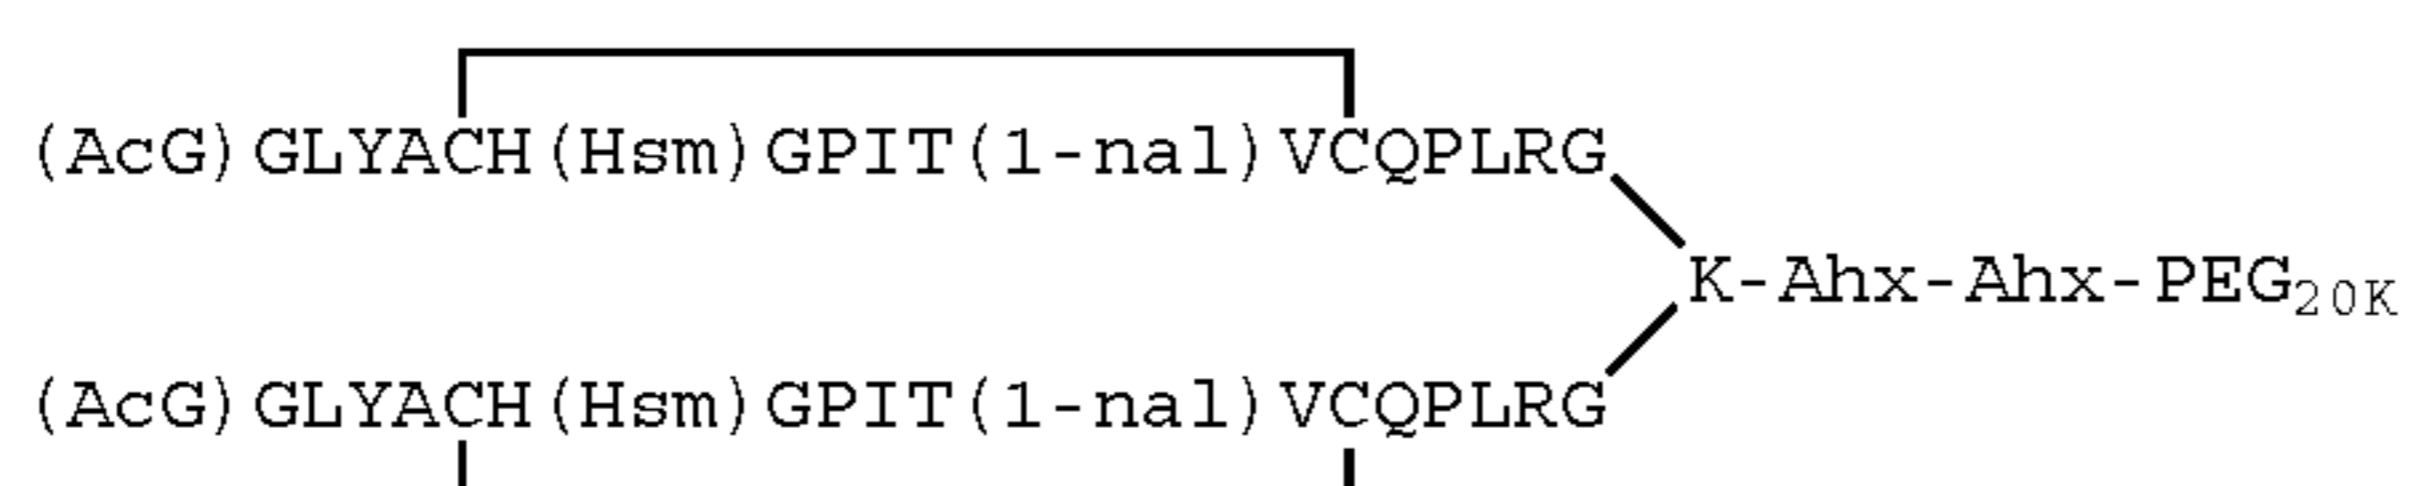 (AcG)GLYACH(Hsm)GPIT(1-nal)VCQPLRG
K-Ahx-Ahx-PEG20K
(AcG)GLYACH(Hsm)GPIT(1-nal)VCQPLRG